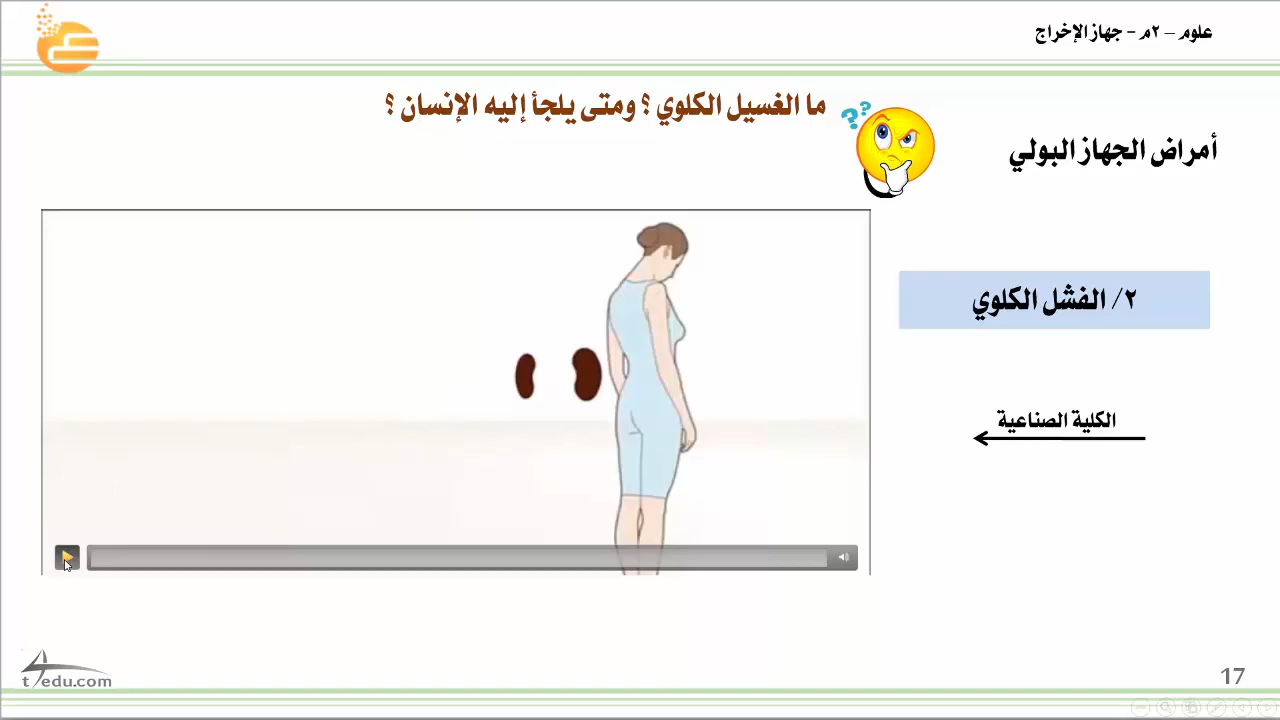 علوم – ٢م – جهاز الإخراج
ما الغسيل الكلوي ؟ ومتى يلجأ إليه الإنسان ؟
??
أمراض الجهاز البولي
٢/ الفشل الكلوي
الكلية الصناعية
t4edu.com
17